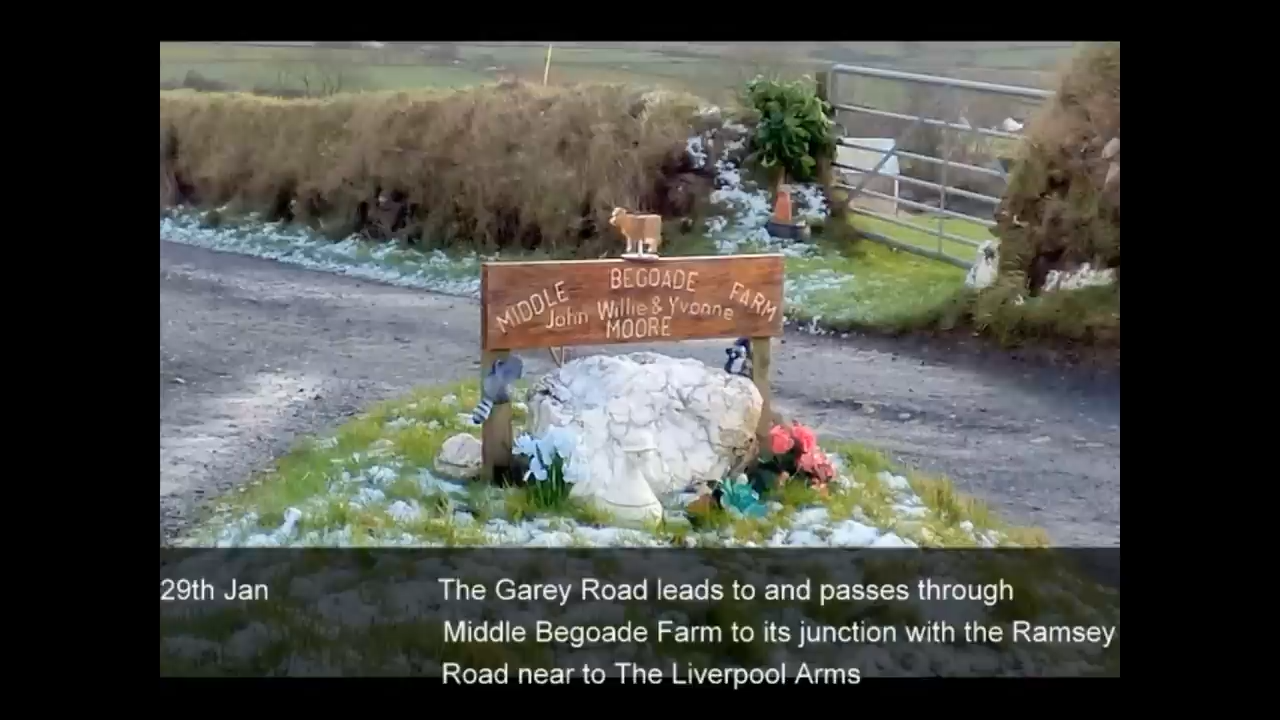 MIDDLE BEGOADE FARM
John Willie & Yvonne
MOORE
29th Jan
The Garey Road leads to and passes through
Middle Begoade Farm to its junction with the Ramsey
Road near to The Liverpool Arms